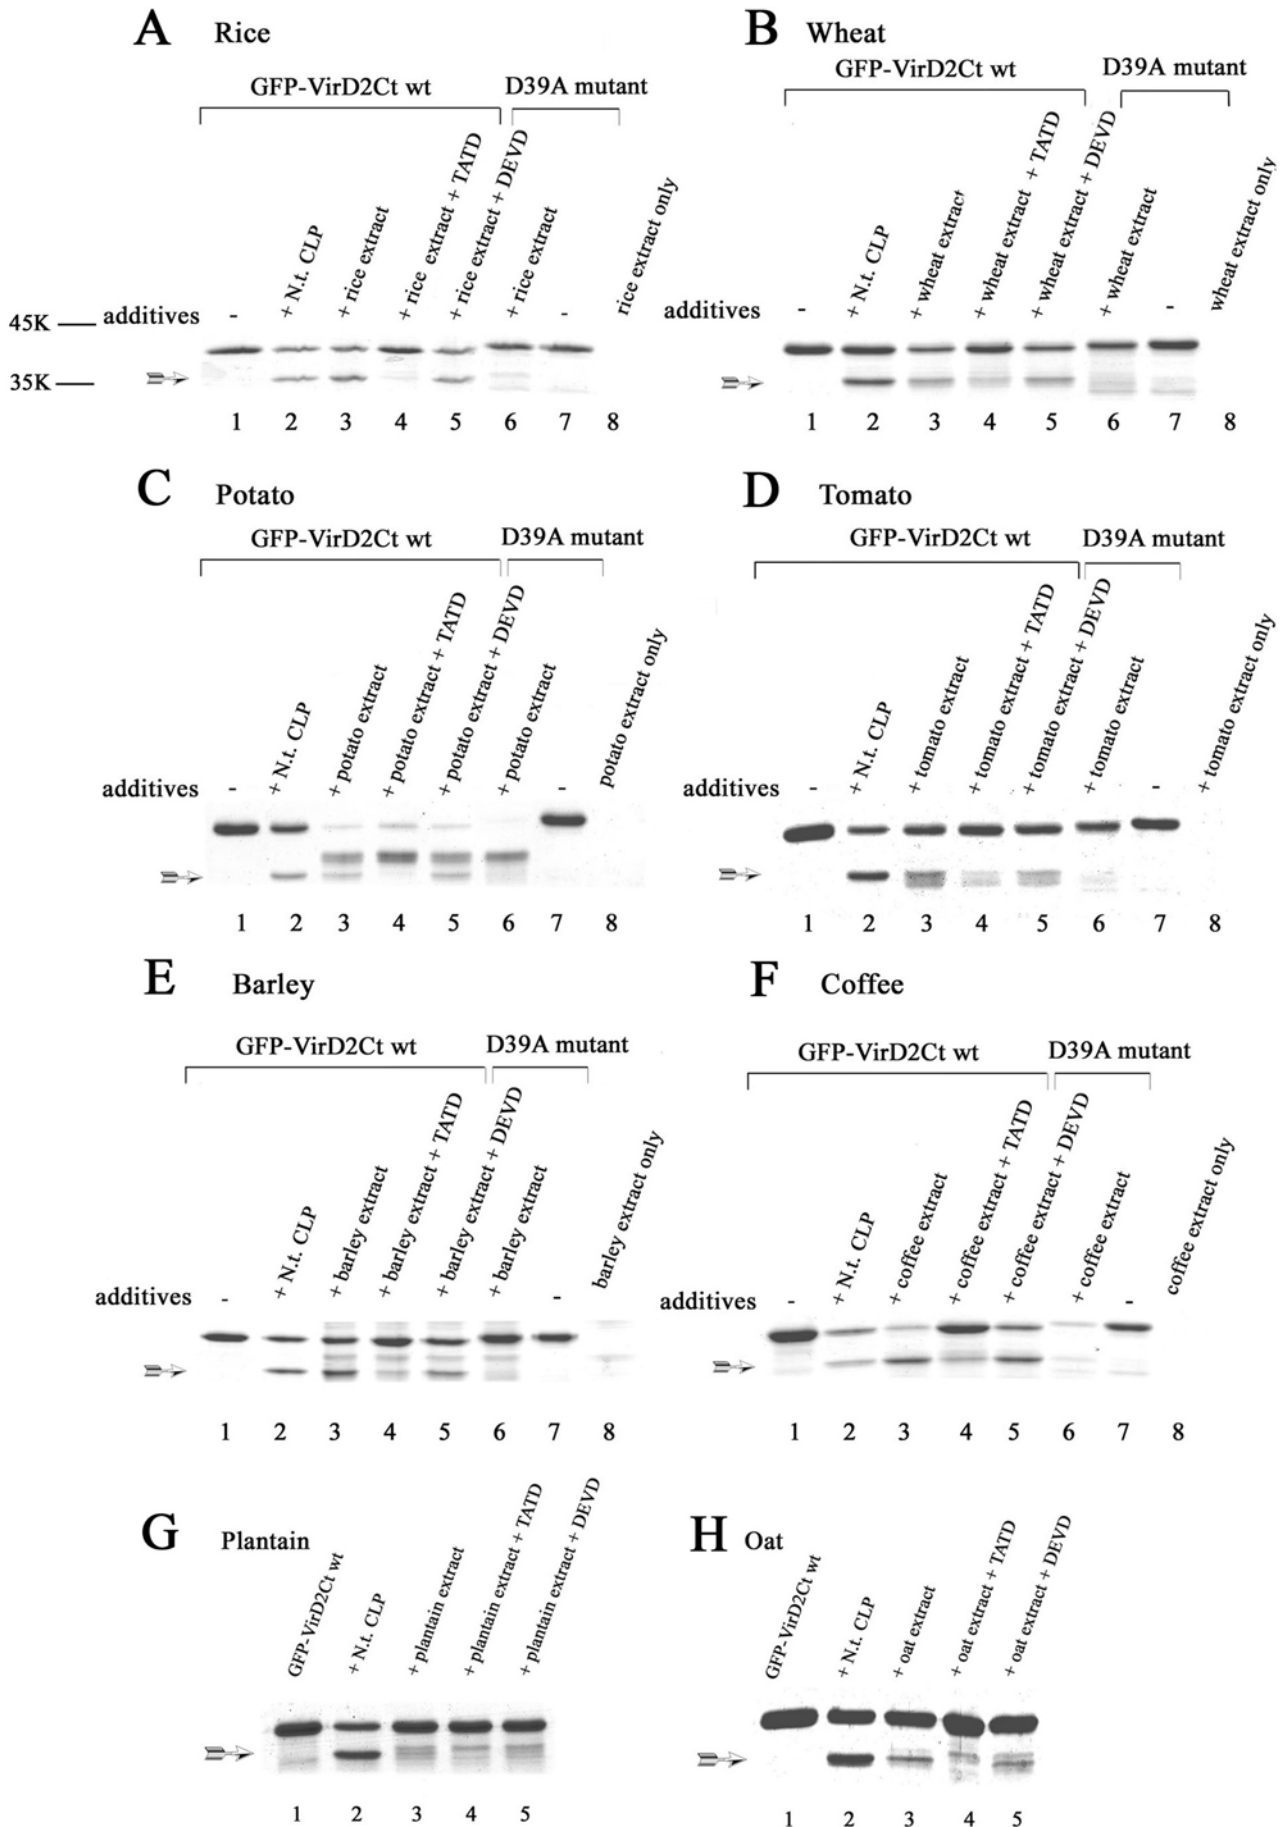 A Rice
GFP-VirD2Ct wt
D39A mutant
+ N.t. CLP
+ rice extract
+ rice extract + TATD
+ rice extract + DEVD
+ rice extract
rice extract only
additives - -
45K
35K
1 2 3 4 5 6 7 8
B Wheat
GFP-VirD2Ct wt
D39A mutant
+ N.t. CLP
+ wheat extract
+ wheat extract + TATD
+ wheat extract + DEVD
+ wheat extract
wheat extract only
additives - -
1 2 3 4 5 6 7 8
C Potato
GFP-VirD2Ct wt
D39A mutant
+ N.t. CLP
+ potato extract
+ potato extract + TATD
+ potato extract + DEVD
+ potato extract
potato extract only
additives - -
1 2 3 4 5 6 7 8
D Tomato
GFP-VirD2Ct wt
D39A mutant
+ N.t. CLP
+ tomato extract
+ tomato extract + TATD
+ tomato extract + DEVD
+ tomato extract
+ tomato extract only
additives - -
1 2 3 4 5 6 7 8
E Barley
GFP-VirD2Ct wt
D39A mutant
+ N.t. CLP
+ barley extract
+ barley extract + TATD
+ barley extract + DEVD
+ barley extract
barley extract only
additives - -
1 2 3 4 5 6 7 8
F Coffee
GFP-VirD2Ct wt
D39A mutant
+ N.t. CLP
+ coffee extract
+ coffee extract + TATD
+ coffee extract + DEVD
+ coffee extract
coffee extract only
additives - -
1 2 3 4 5 6 7 8
G Plantain
GFP-VirD2Ct wt
+ N.t. CLP
+ plantain extract
+ plantain extract + TATD
+ plantain extract + DEVD
1 2 3 4 5
H Oat
GFP-VirD2Ct wt
+ N.t. CLP
+ oat extract
+ oat extract + TATD
+ oat extract + DEVD
1 2 3 4 5